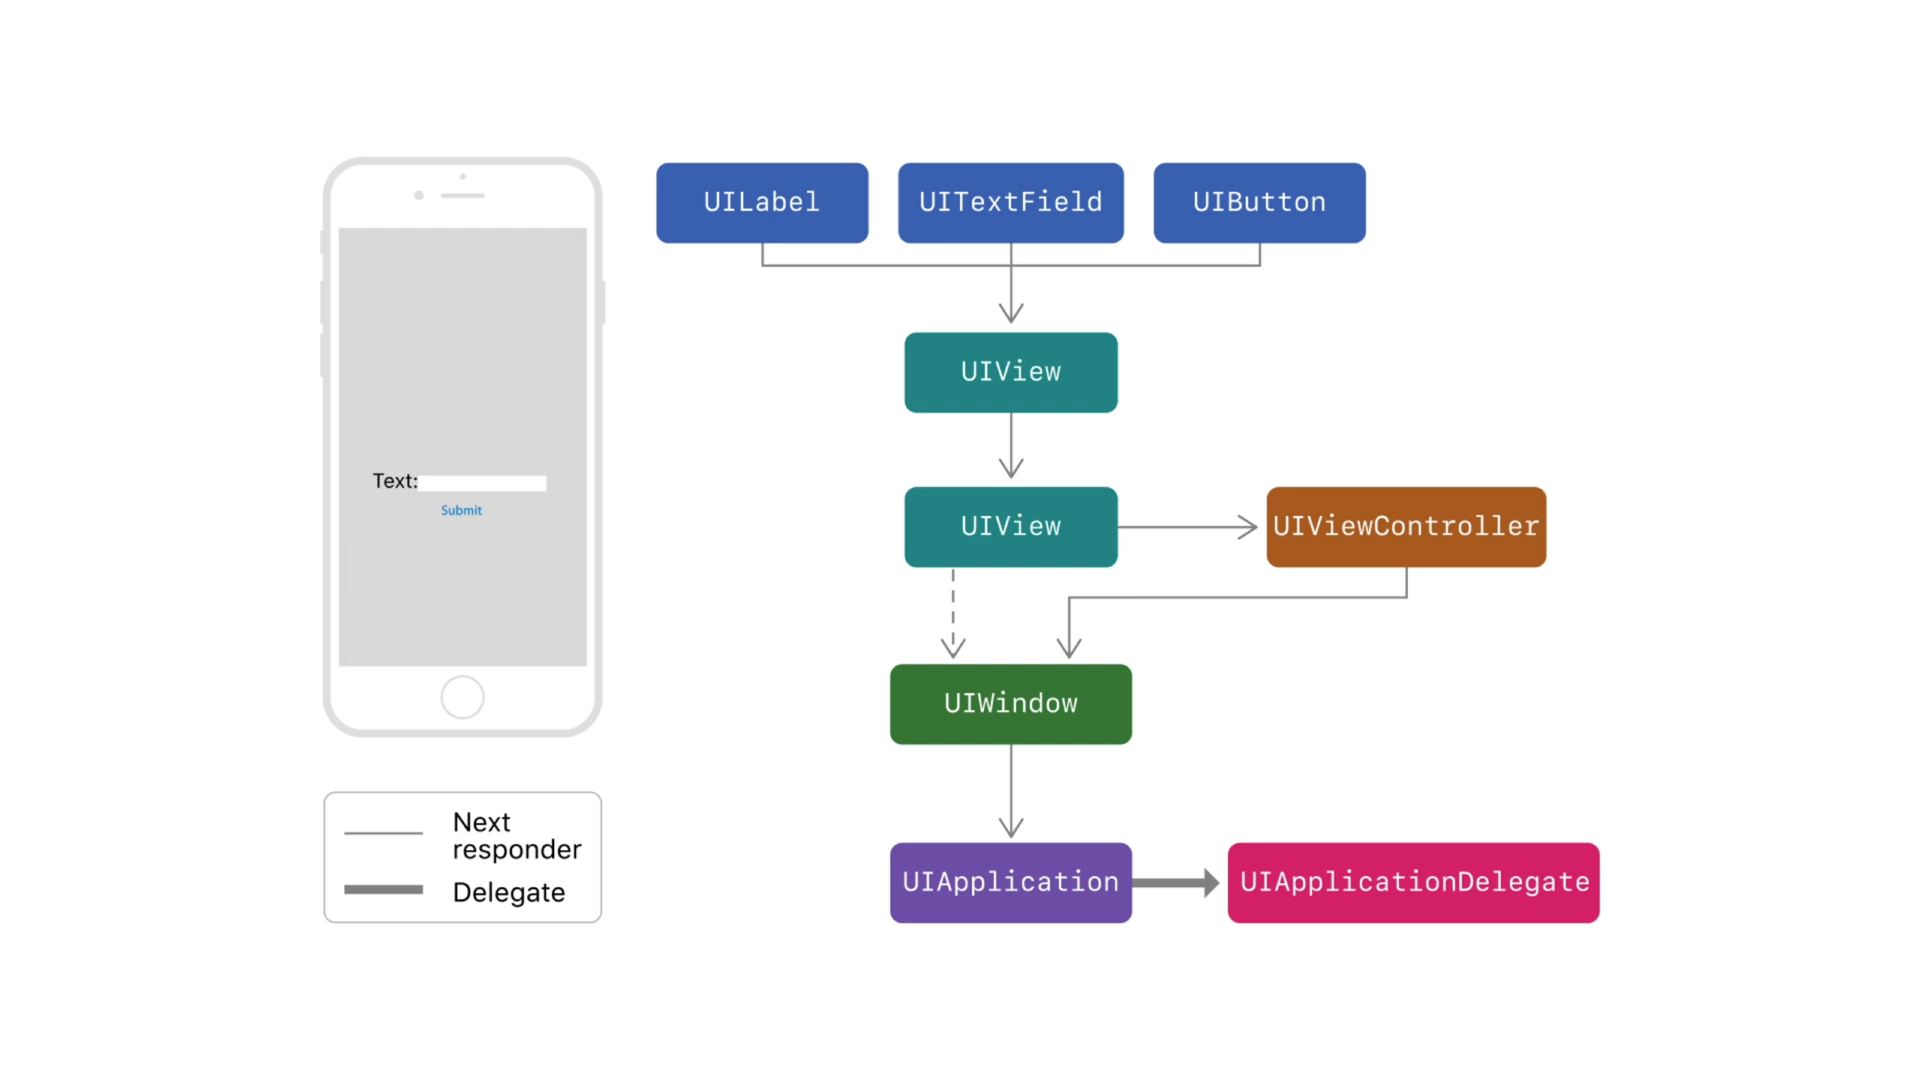 UILabel
UITextField
UIButton
UIView
Text:
Submit
UIView
UIViewController
UIWindow
Next
responder
Delegate
UIApplication
UIApplicationDelegate